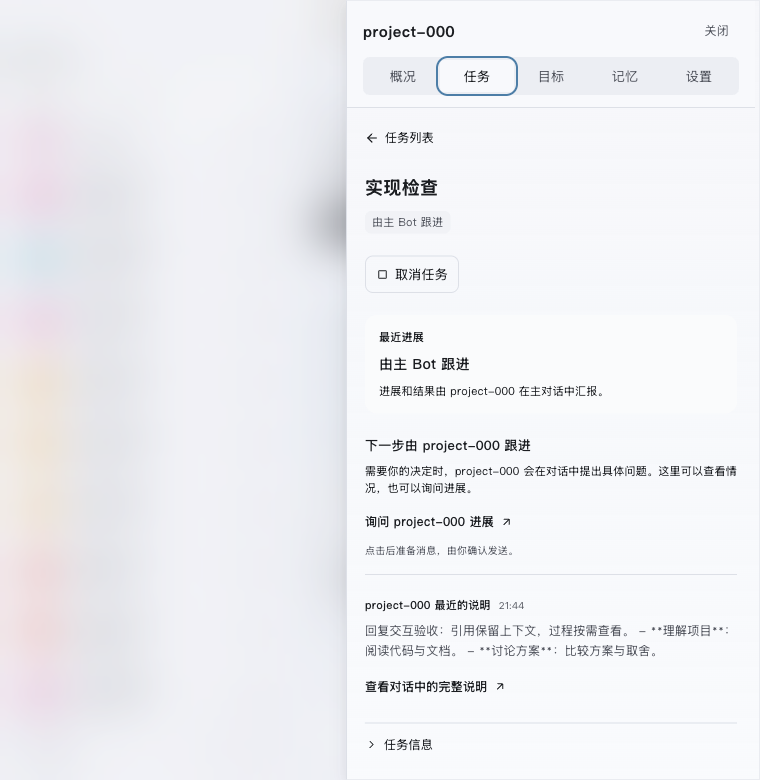 project-000
关闭
概况
任务
目标
记忆
设置
← 任务列表
实现检查
由主 Bot 跟进
取消任务
最近进展
由主 Bot 跟进
进展和结果由 project-000 在主对话中汇报。
下一步由 project-000 跟进
需要你的决定时，project-000 会在对话中提出具体问题。这里可以查看情
况，也可以询问进展。
询问 project-000 进展 ↗
点击后准备消息，由你确认发送。
project-000 最近的说明 21:44
回复交互验收：引用保留上下文，过程按需查看。 – **理解项目**：
阅读代码与文档。 – **讨论方案**：比较方案与取舍。
查看对话中的完整说明 ↗
任务信息